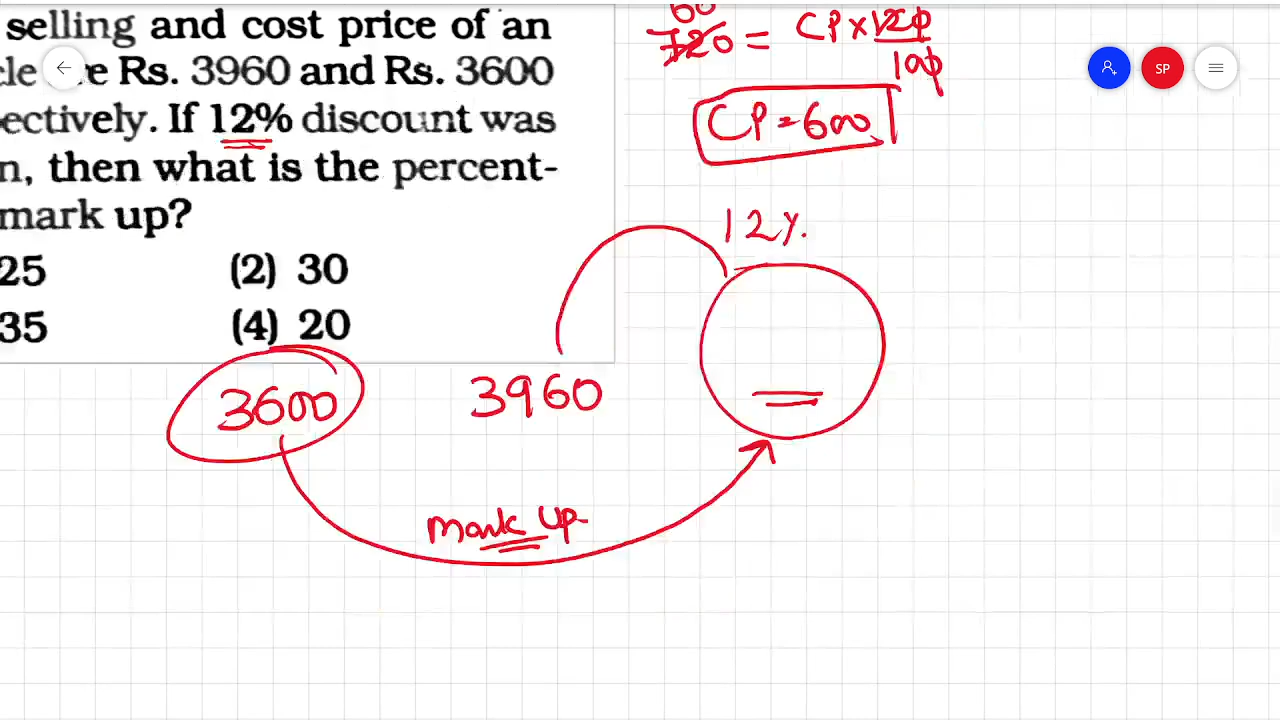 selling and cost price of an
Rs. 3960 and Rs. 3600
ectively. If 12% discount was
n, then what is the percent-
mark up?
25 (2) 30
35 (4) 20
60
720 = CP × 120
100
CP = 600
12%.
3600 3960
mark up
SP